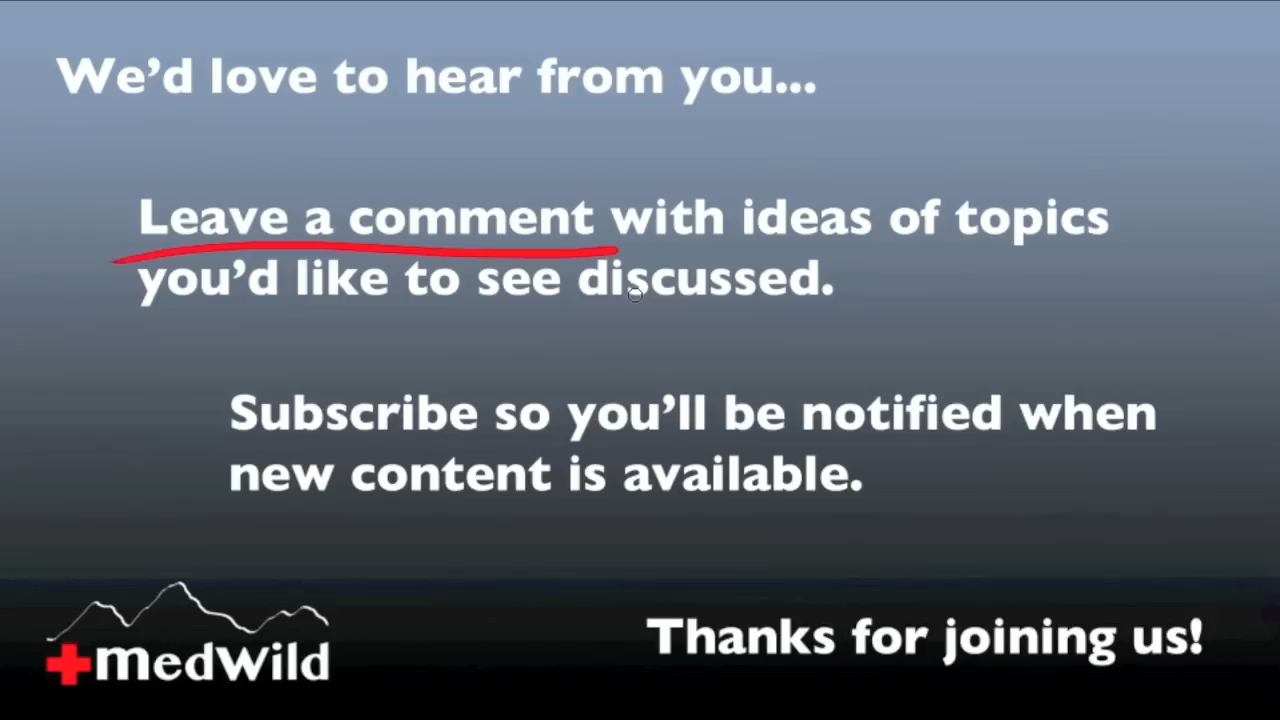 We’d love to hear from you...
Leave a comment with ideas of topics
you’d like to see discussed.
Subscribe so you’ll be notified when
new content is available.
medwild
Thanks for joining us!